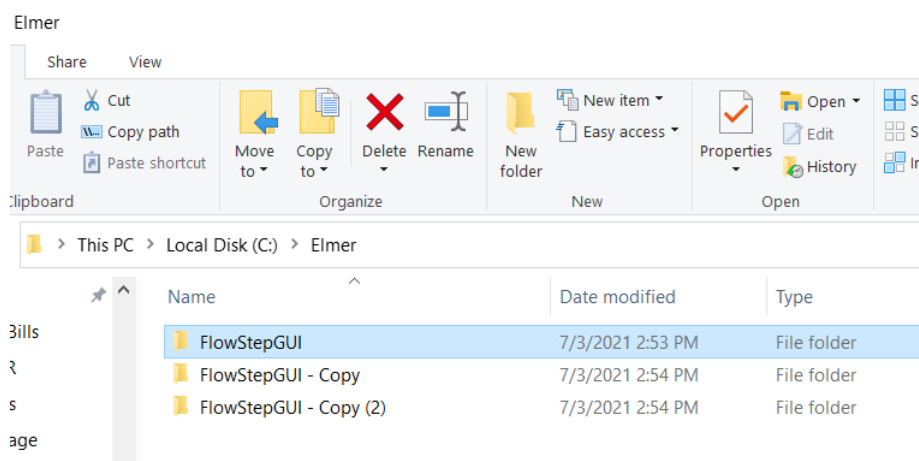 Elmer
Share View
Cut
Copy path
Paste shortcut
Paste
Move to
Copy to
Delete
Rename
New folder
New item
Easy access
Properties
Open
Edit
History
Clipboard
Organize
New
Open
> This PC > Local Disk (C:) > Elmer
Name Date modified Type
Bills
FlowStepGUI 7/3/2021 2:53 PM File folder
R
FlowStepGUI - Copy 7/3/2021 2:54 PM File folder
s
FlowStepGUI - Copy (2) 7/3/2021 2:54 PM File folder
age